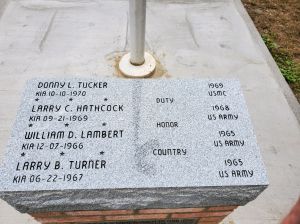 DONNY L. TUCKER 1969
KIA 10-10-1970 USMC
* * * * DUTY
LARRY C. HATHCOCK 1968
KIA 09-21-1969 US ARMY
* * * * HONOR
WILLIAM D. LAMBERT 1965
KIA 12-07-1966 US ARMY
* * * * COUNTRY
LARRY B. TURNER 1965
KIA 06-22-1967 US ARMY